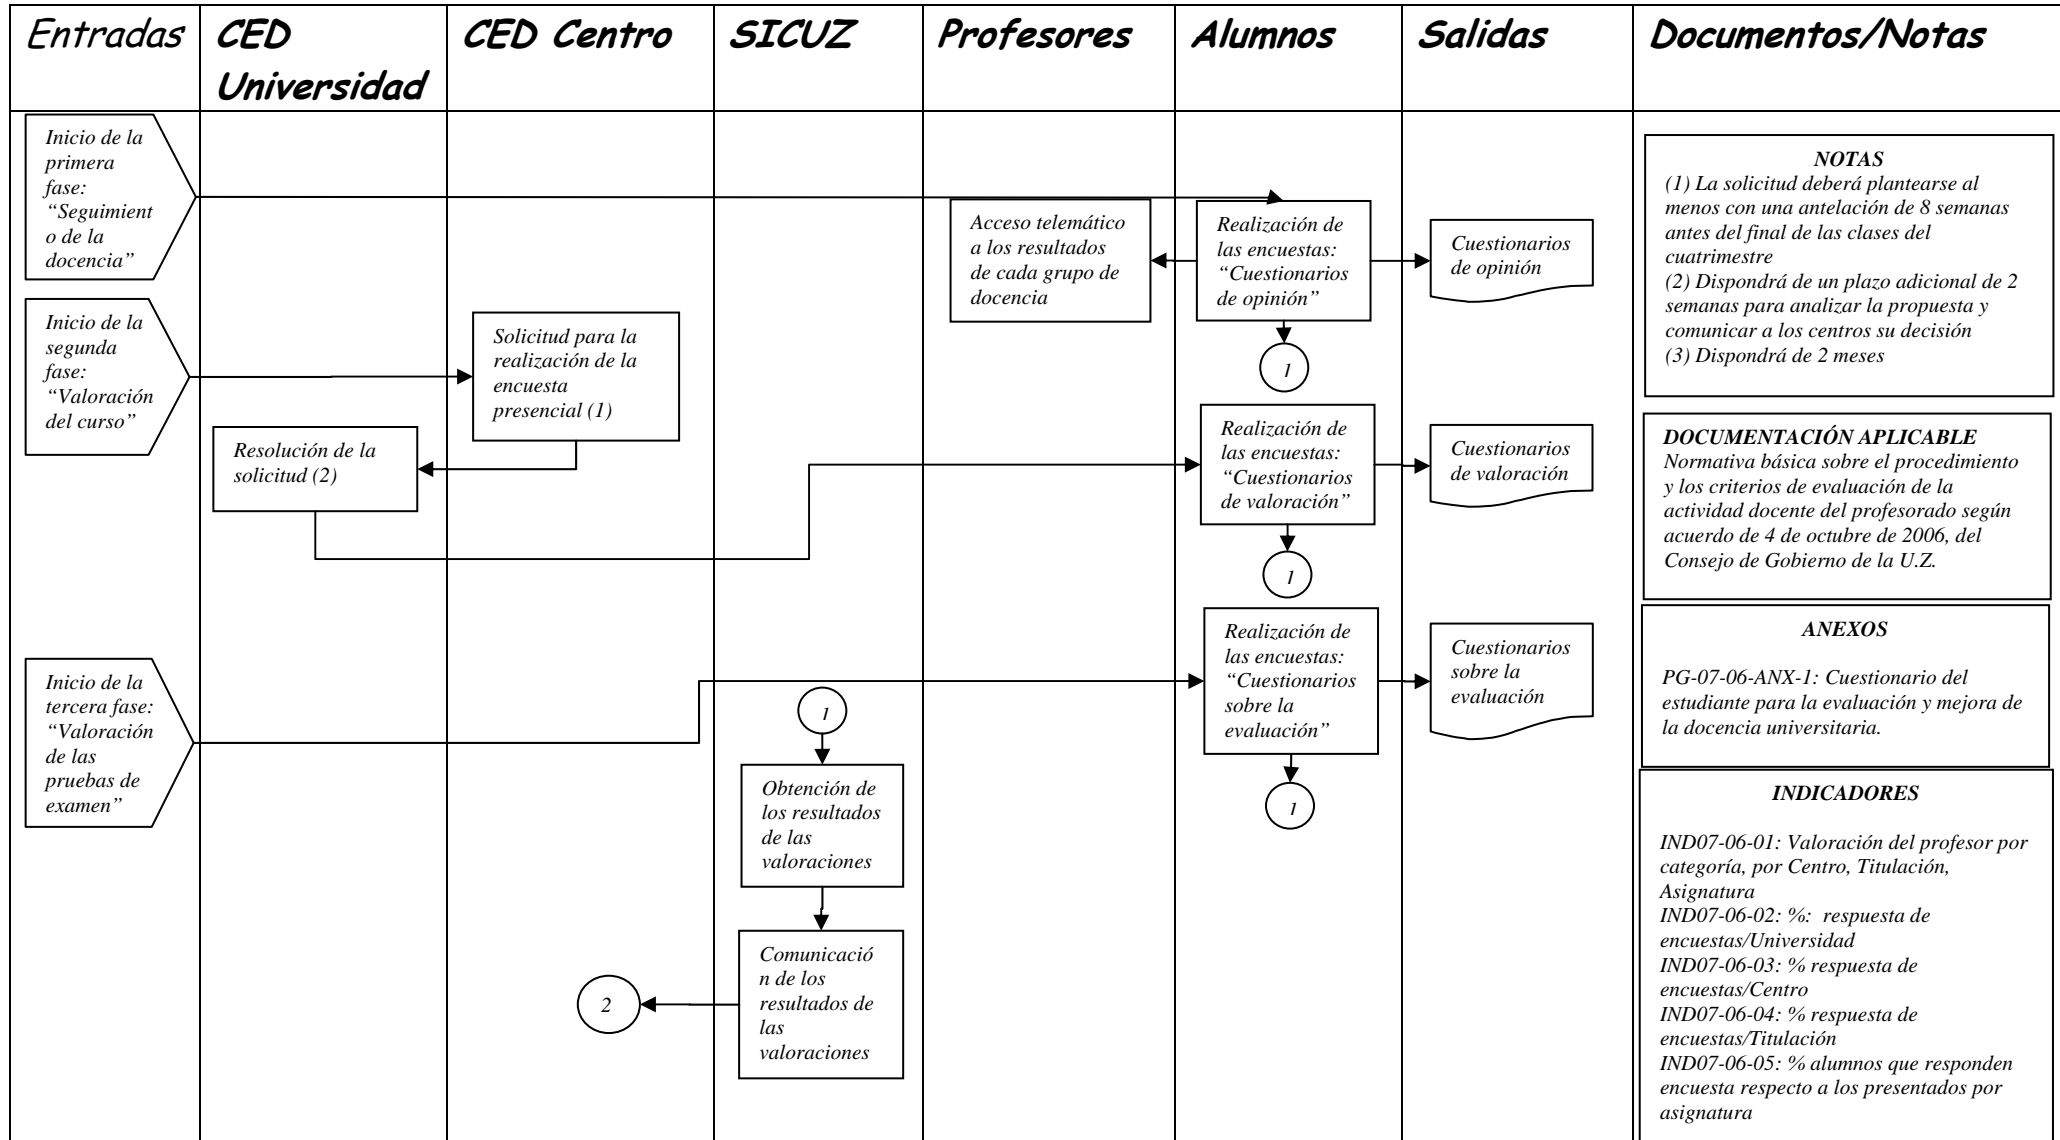 Entradas
CED
Universidad
CED Centro
SICUZ
Profesores
Alumnos
Salidas
Documentos/Notas
Inicio de la
primera
fase:
“Seguimient
o de la
docencia”
Acceso telemático
a los resultados
de cada grupo de
docencia
Realización de
las encuestas:
“Cuestionarios
de opinión”
Cuestionarios
de opinión
1
Inicio de la
segunda
fase:
“Valoración
del curso”
Solicitud para la
realización de la
encuesta
presencial (1)
Resolución de la
solicitud (2)
Realización de
las encuestas:
“Cuestionarios
de valoración”
Cuestionarios
de valoración
1
Inicio de la
tercera fase:
“Valoración
de las
pruebas de
examen”
Realización de
las encuestas:
“Cuestionarios
sobre la
evaluación”
Cuestionarios
sobre la
evaluación
1
1
Obtención de
los resultados
de las
valoraciones
Comunicació
n de los
resultados de
las
valoraciones
2
NOTAS
(1) La solicitud deberá plantearse al
menos con una antelación de 8 semanas
antes del final de las clases del
cuatrimestre
(2) Dispondrá de un plazo adicional de 2
semanas para analizar la propuesta y
comunicar a los centros su decisión
(3) Dispondrá de 2 meses
DOCUMENTACIÓN APLICABLE
Normativa básica sobre el procedimiento
y los criterios de evaluación de la
actividad docente del profesorado según
acuerdo de 4 de octubre de 2006, del
Consejo de Gobierno de la U.Z.
ANEXOS
PG-07-06-ANX-1: Cuestionario del
estudiante para la evaluación y mejora de
la docencia universitaria.
INDICADORES
IND07-06-01: Valoración del profesor por
categoría, por Centro, Titulación,
Asignatura
IND07-06-02: %: respuesta de
encuestas/Universidad
IND07-06-03: % respuesta de
encuestas/Centro
IND07-06-04: % respuesta de
encuestas/Titulación
IND07-06-05: % alumnos que responden
encuesta respecto a los presentados por
asignatura